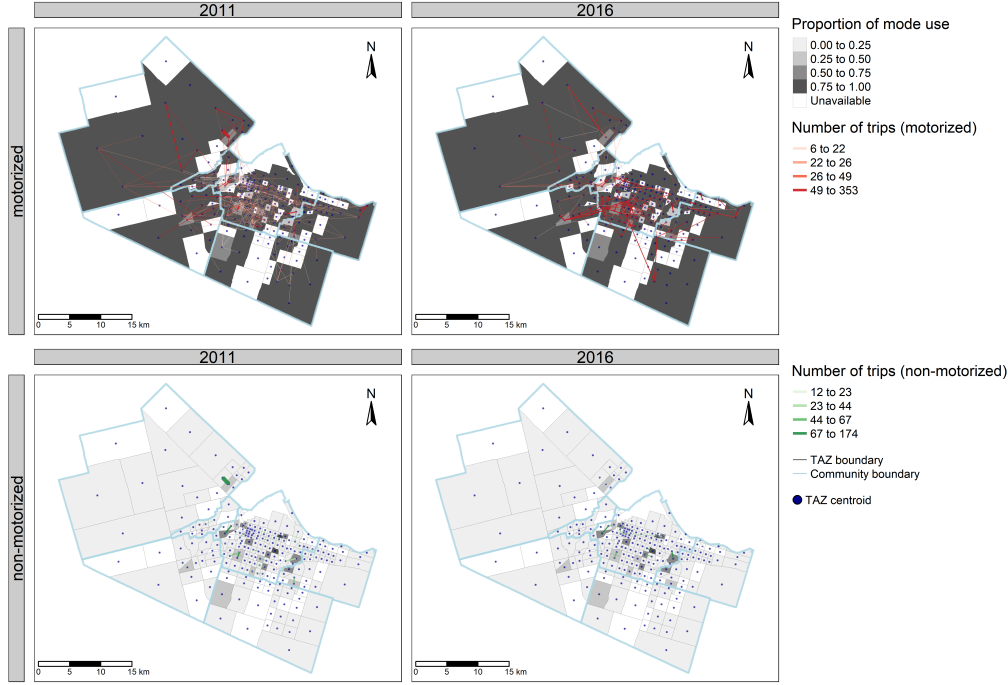 2011
2016
motorized
N
N
0 5 10 15 km
0 5 10 15 km
Proportion of mode use
0.00 to 0.25
0.25 to 0.50
0.50 to 0.75
0.75 to 1.00
Unavailable
Number of trips (motorized)
6 to 22
22 to 26
26 to 49
49 to 353
2011
2016
non-motorized
N
N
0 5 10 15 km
0 5 10 15 km
Number of trips (non-motorized)
12 to 23
23 to 44
44 to 67
67 to 174
TAZ boundary
Community boundary
TAZ centroid